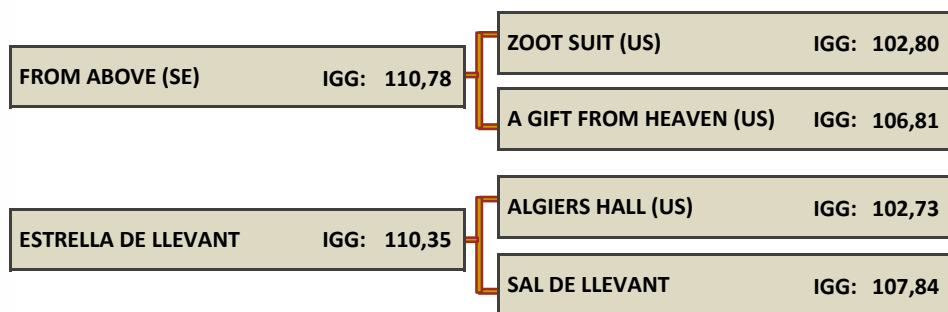 ZOOT SUIT (US) IGG: 102,80
FROM ABOVE (SE) IGG: 110,78
A GIFT FROM HEAVEN (US) IGG: 106,81
ALGIERS HALL (US) IGG: 102,73
ESTRELLA DE LLEVANT IGG: 110,35
SAL DE LLEVANT IGG: 107,84